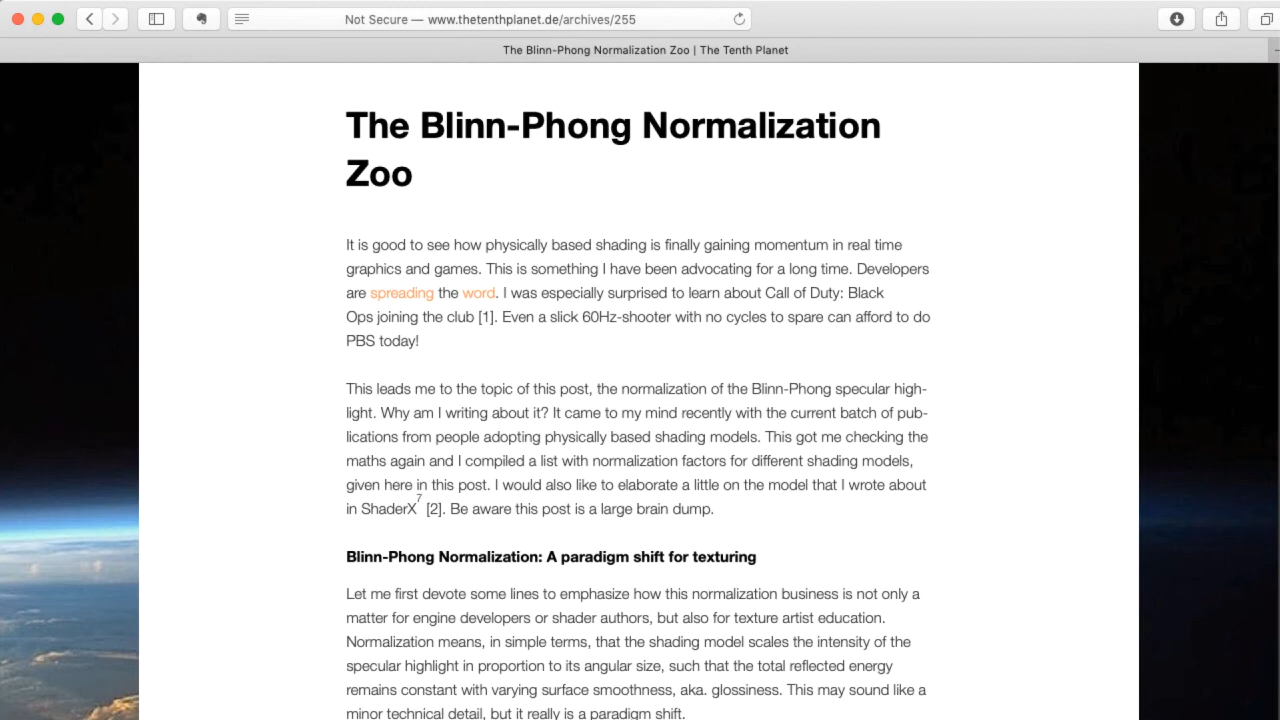 Not Secure — www.thetenthplanet.de/archives/255
The Blinn-Phong Normalization Zoo | The Tenth Planet
The Blinn-Phong Normalization
Zoo
It is good to see how physically based shading is finally gaining momentum in real time
graphics and games. This is something I have been advocating for a long time. Developers
are spreading the word. I was especially surprised to learn about Call of Duty: Black
Ops joining the club [1]. Even a slick 60Hz-shooter with no cycles to spare can afford to do
PBS today!
This leads me to the topic of this post, the normalization of the Blinn-Phong specular high-
light. Why am I writing about it? It came to my mind recently with the current batch of pub-
lications from people adopting physically based shading models. This got me checking the
maths again and I compiled a list with normalization factors for different shading models,
given here in this post. I would also like to elaborate a little on the model that I wrote about
in ShaderX7 [2]. Be aware this post is a large brain dump.
Blinn-Phong Normalization: A paradigm shift for texturing
Let me first devote some lines to emphasize how this normalization business is not only a
matter for engine developers or shader authors, but also for texture artist education.
Normalization means, in simple terms, that the shading model scales the intensity of the
specular highlight in proportion to its angular size, such that the total reflected energy
remains constant with varying surface smoothness, aka. glossiness. This may sound like a
minor technical detail, but it really is a paradigm shift.